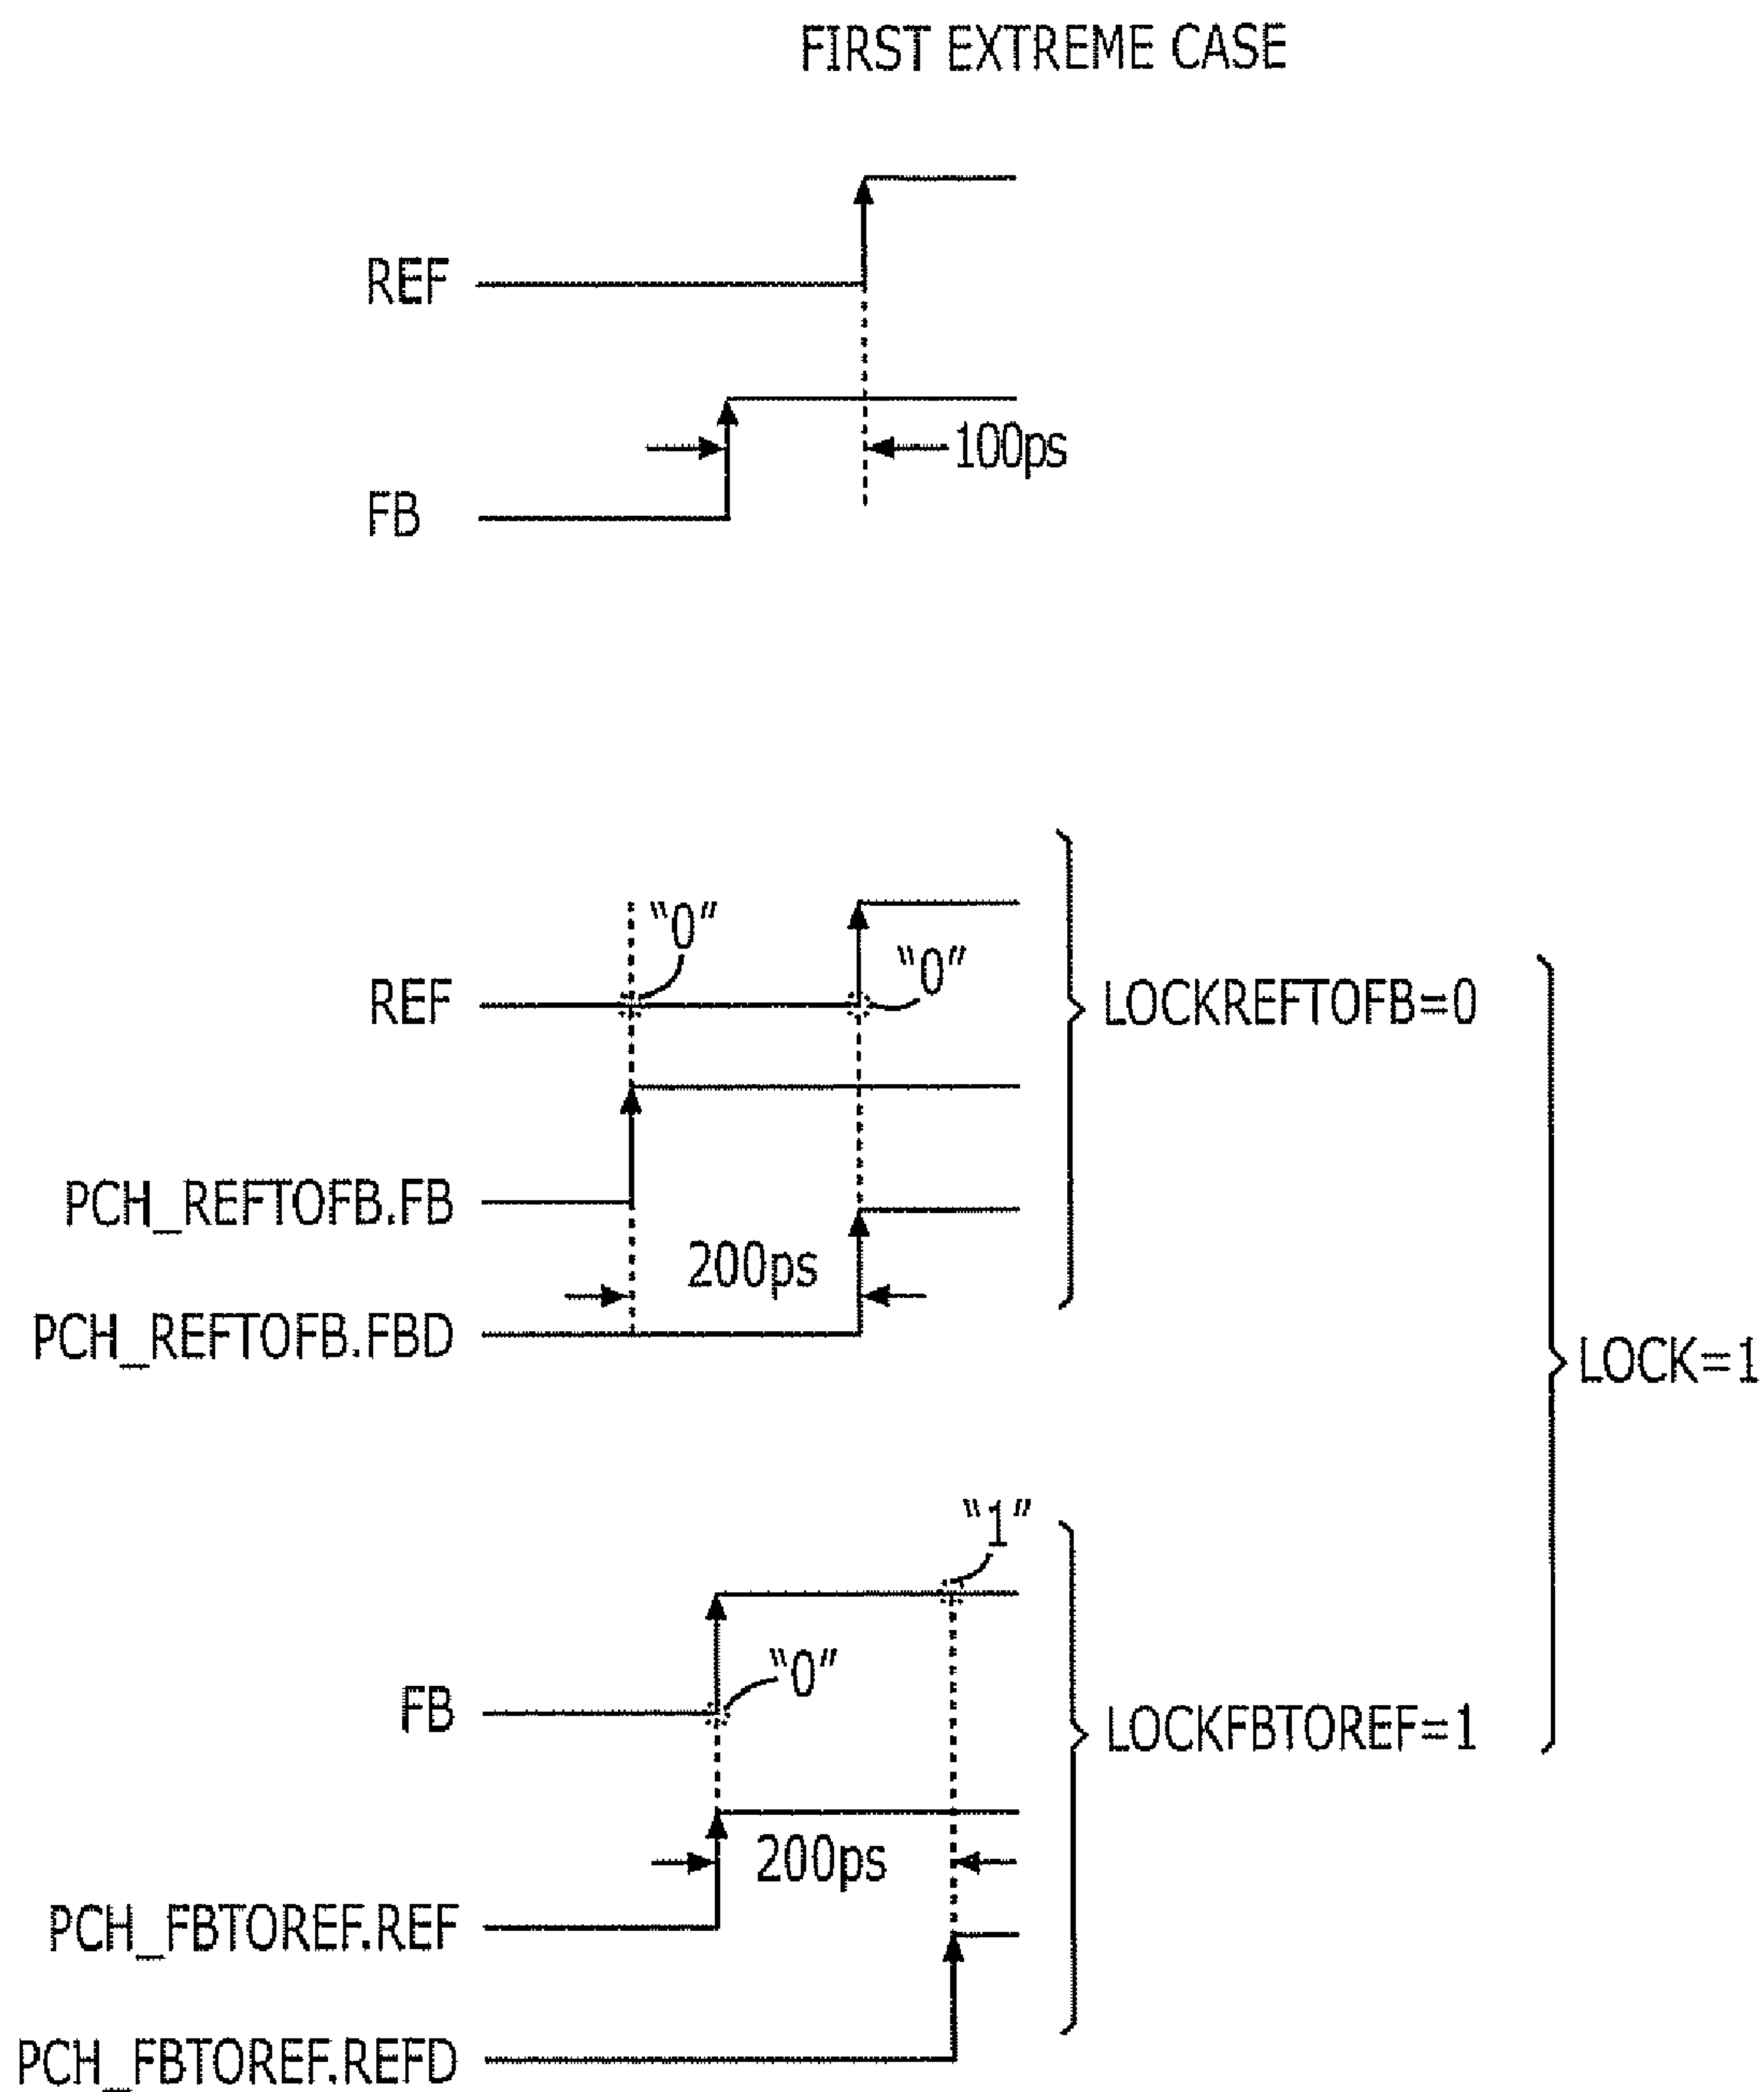 FIRST EXTREME CASE
REF
100ps
FB
"0"
"0"
REF
LOCKREFTOFB=0
PCH_REFTOFB.FB
200ps
PCH_REFTOFB.FBD
LOCK=1
"1"
"0"
FB
LOCKFBTOREF=1
200ps
PCH_FBTOREF.REF
PCH_FBTOREF.REFD